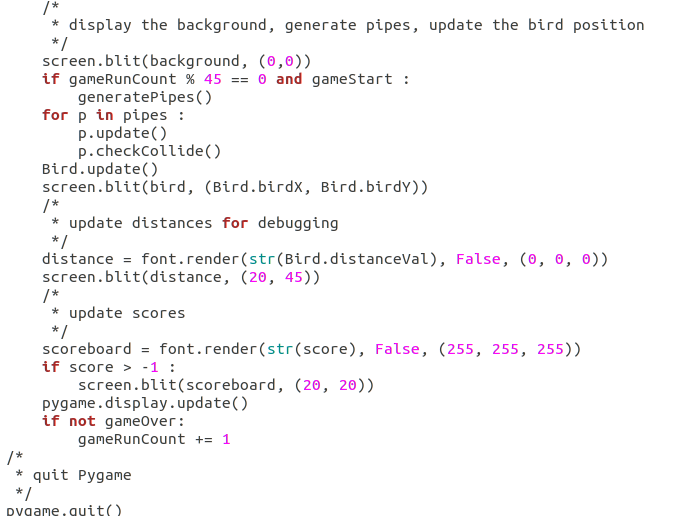 /*
* display the background, generate pipes, update the bird position
*/
screen.blit(background, (0,0))
if gameRunCount % 45 == 0 and gameStart :
generatePipes()
for p in pipes :
p.update()
p.checkCollide()
Bird.update()
screen.blit(bird, (Bird.birdX, Bird.birdY))
/*
* update distances for debugging
*/
distance = font.render(str(Bird.distanceVal), False, (0, 0, 0))
screen.blit(distance, (20, 45))
/*
* update scores
*/
scoreboard = font.render(str(score), False, (255, 255, 255))
if score > -1 :
screen.blit(scoreboard, (20, 20))
pygame.display.update()
if not gameOver:
gameRunCount += 1
/*
* quit Pygame
*/
pygame.quit()